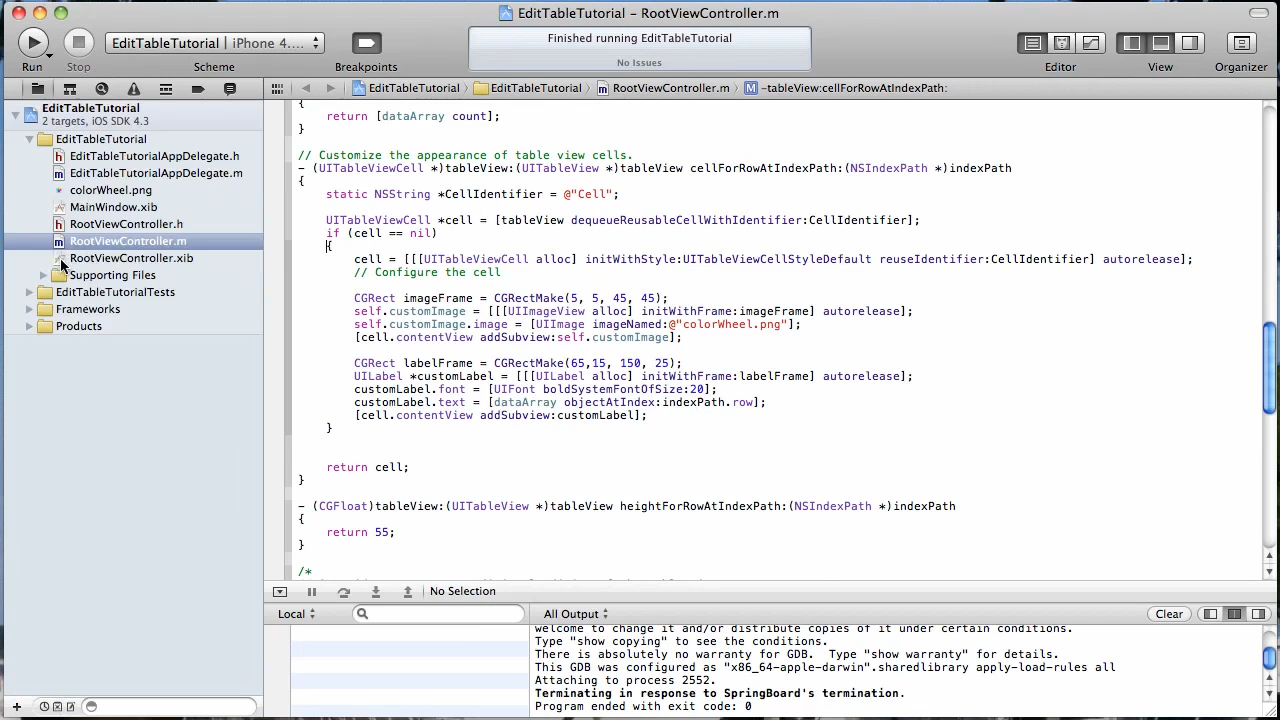 EditTableTutorial – RootViewController.m
EditTableTutorial | iPhone 4....
Finished running EditTableTutorial
No Issues
Run
Stop
Scheme
Breakpoints
Editor
View
Organizer
EditTableTutorial
2 targets, iOS SDK 4.3
EditTableTutorial
EditTableTutorialAppDelegate.h
EditTableTutorialAppDelegate.m
colorWheel.png
MainWindow.xib
RootViewController.h
RootViewController.m
RootViewController.xib
Supporting Files
EditTableTutorialTests
Frameworks
Products
EditTableTutorial
EditTableTutorial
RootViewController.m
-tableView:cellForRowAtIndexPath:
{
return [dataArray count];
}
// Customize the appearance of table view cells.
- (UITableViewCell *)tableView:(UITableView *)tableView cellForRowAtIndexPath:(NSIndexPath *)indexPath
{
static NSString *CellIdentifier = @"Cell";
UITableViewCell *cell = [tableView dequeueReusableCellWithIdentifier:CellIdentifier];
if (cell == nil)
{
cell = [[[UITableViewCell alloc] initWithStyle:UITableViewCellStyleDefault reuseIdentifier:CellIdentifier] autorelease];
// Configure the cell
CGRect imageFrame = CGRectMake(5, 5, 45, 45);
self.customImage = [[[UIImageView alloc] initWithFrame:imageFrame] autorelease];
self.customImage.image = [UIImage imageNamed:@"colorWheel.png"];
[cell.contentView addSubview:self.customImage];
CGRect labelFrame = CGRectMake(65,15, 150, 25);
UILabel *customLabel = [[[UILabel alloc] initWithFrame:labelFrame] autorelease];
customLabel.font = [UIFont boldSystemFontOfSize:20];
customLabel.text = [dataArray objectAtIndex:indexPath.row];
[cell.contentView addSubview:customLabel];
}
return cell;
}
- (CGFloat)tableView:(UITableView *)tableView heightForRowAtIndexPath:(NSIndexPath *)indexPath
{
return 55;
}
/*
No Selection
Local
All Output
Clear
welcome to change it and/or distribute copies of it under certain conditions.
Type "show copying" to see the conditions.
There is absolutely no warranty for GDB.  Type "show warranty" for details.
This GDB was configured as "x86_64-apple-darwin".sharedlibrary apply-load-rules all
Attaching to process 2552.
Terminating in response to SpringBoard's termination.
Program ended with exit code: 0